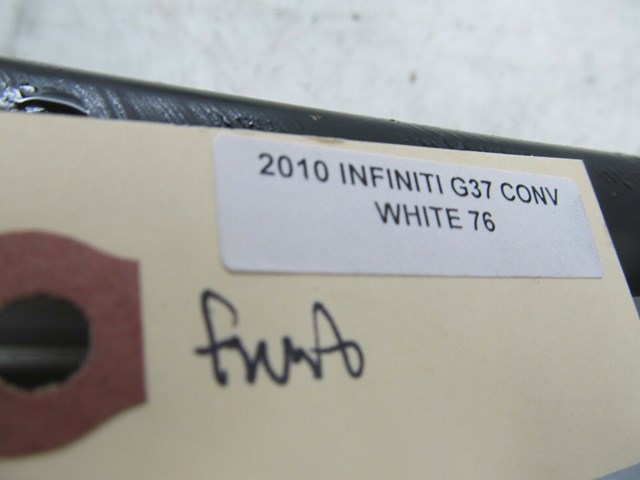 2010 INFINITI G37 CONV
WHITE 76